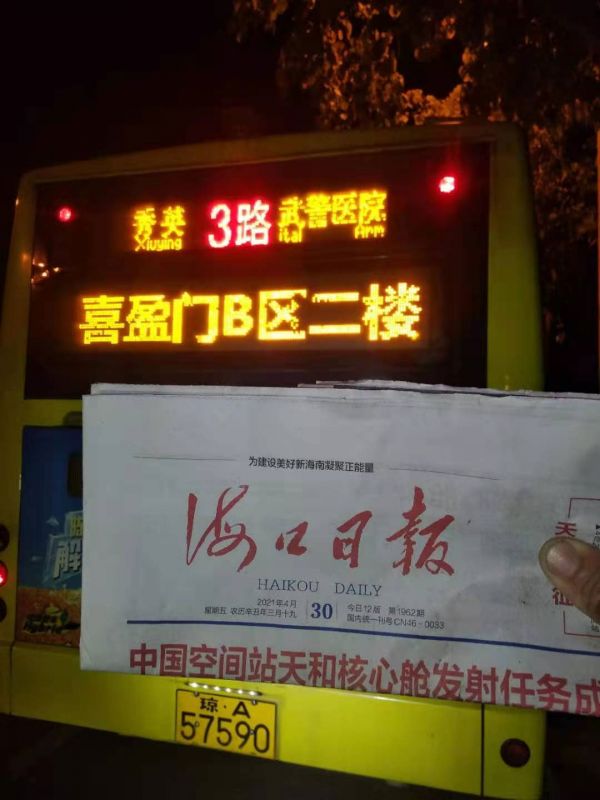 秀英 3路 武警医院
Xiuying ital Arm
喜盈门B区二楼
为建设美好新海南凝聚正能量
海口日报
HAIKOU DAILY
2021年4月
星期五 农历辛丑年三月十九
30
今日12版 第1962期
国内统一刊号CN46-0033
天
征
中国空间站天和核心舱发射任务成
琼·A
57590